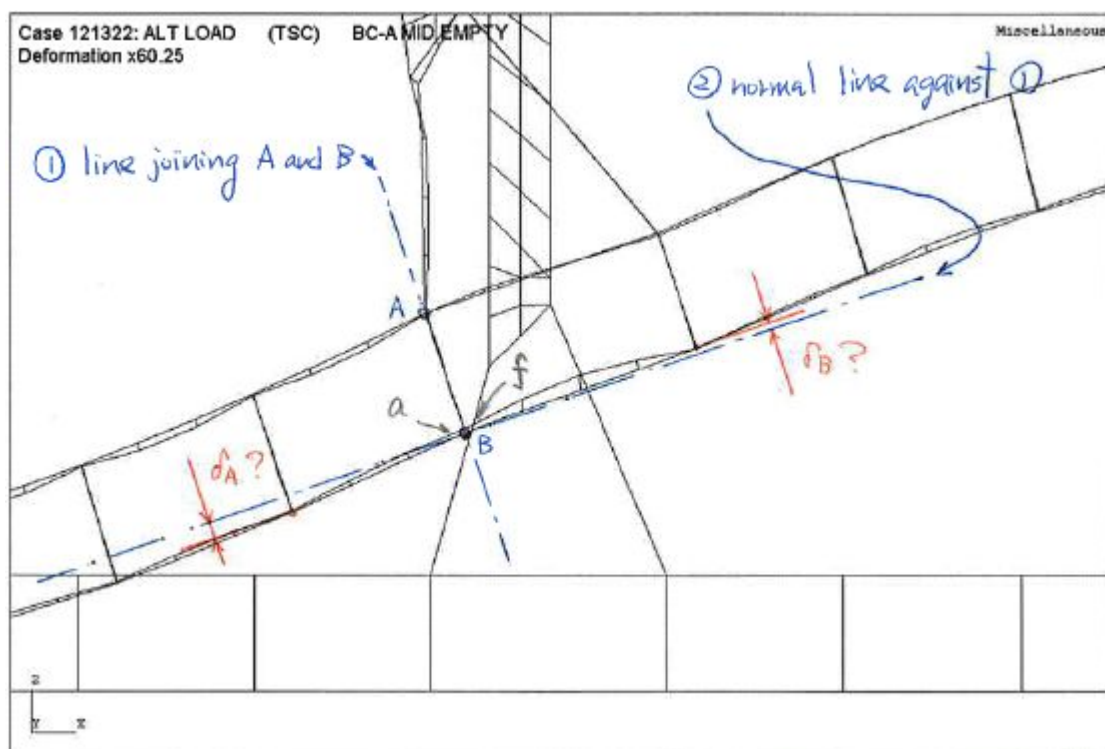 Case 121322: ALT LOAD (TSC) BC-A MID EMPTY
Deformation x60.25
Miscellaneous
② normal line against ①
① line joining A and B
A
f
δB ?
a
B
δA ?
Z
Y X